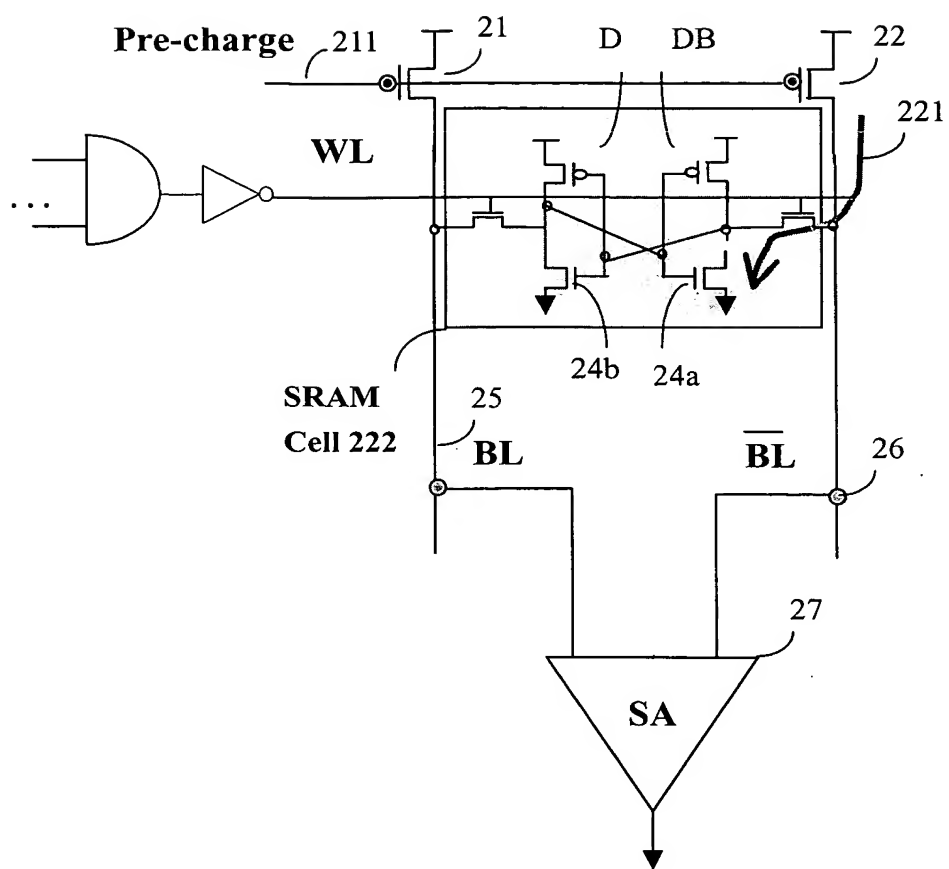 Pre-charge
211
21
D
DB
22
221
WL
...
24b
24a
SRAM
Cell 222
25
BL
BL
26
27
SA